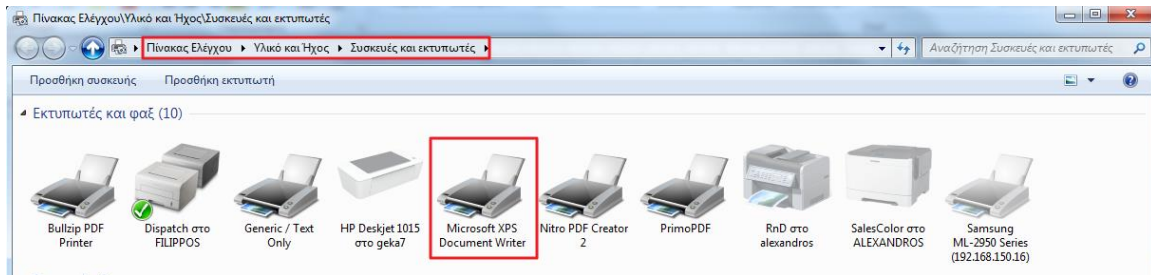 Πίνακας Ελέγχου\Υλικό και Ήχος\Συσκευές και εκτυπωτές
Πίνακας Ελέγχου ▸ Υλικό και Ήχος ▸ Συσκευές και εκτυπωτές ▸
Αναζήτηση Συσκευές και εκτυπωτές
Προσθήκη συσκευής Προσθήκη εκτυπωτή
Εκτυπωτές και φαξ (10)
Bullzip PDF
Printer
Dispatch στο
FILIPPOS
Generic / Text
Only
HP Deskjet 1015
στο geka7
Microsoft XPS
Document Writer
Nitro PDF Creator
2
PrimoPDF
RnD στο
alexandros
SalesColor στο
ALEXANDROS
Samsung
ML-2950 Series
(192.168.150.16)